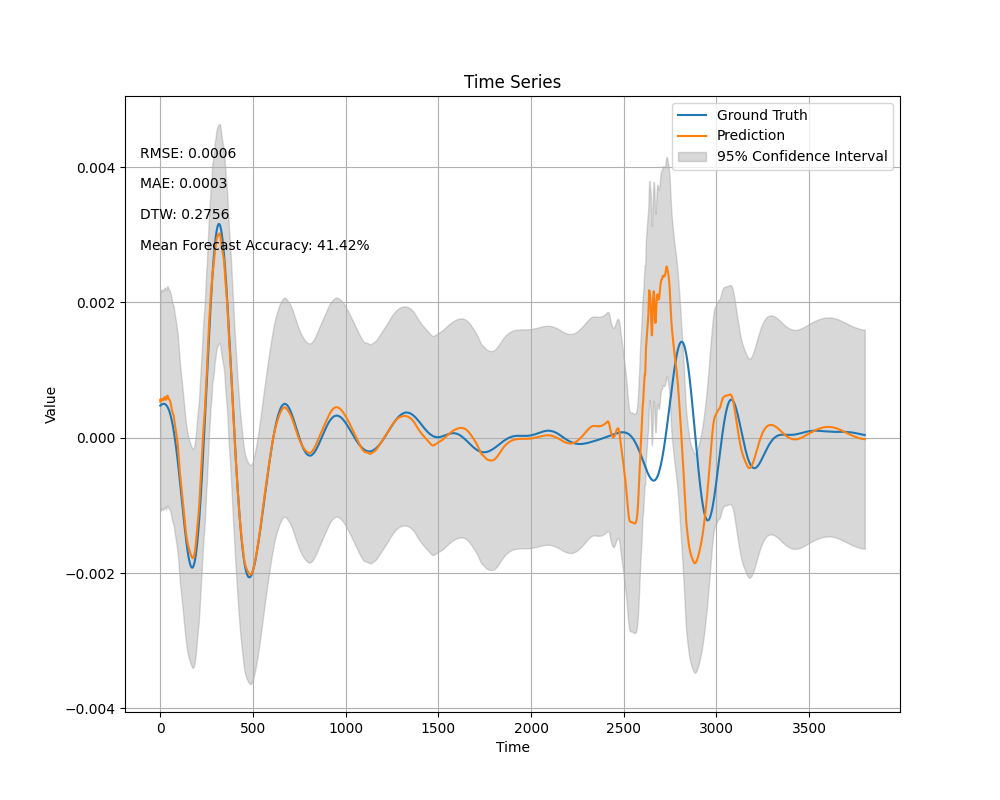 Time Series
Ground Truth
Prediction
95% Confidence Interval
RMSE: 0.0006
MAE: 0.0003
DTW: 0.2756
Mean Forecast Accuracy: 41.42%
0.004
0.002
0.000
−0.002
−0.004
Value
0 500 1000 1500 2000 2500 3000 3500
Time